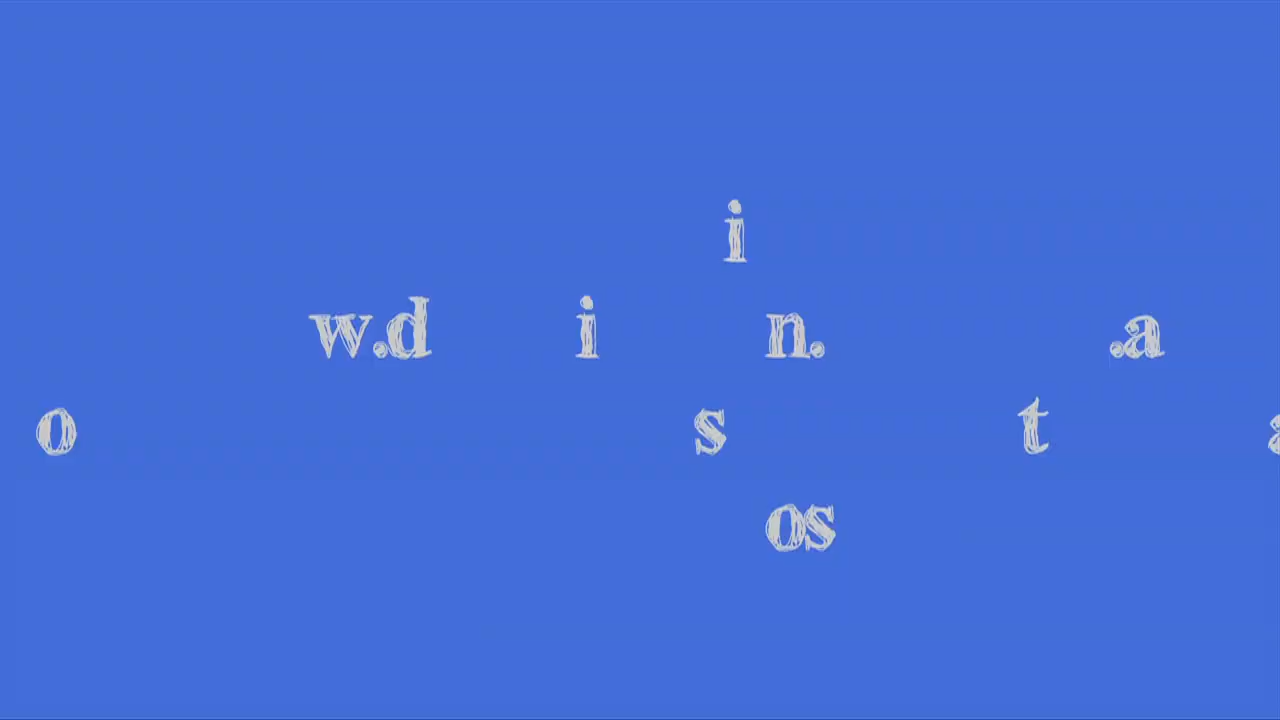 i
w.d i n. .a
o s t
os